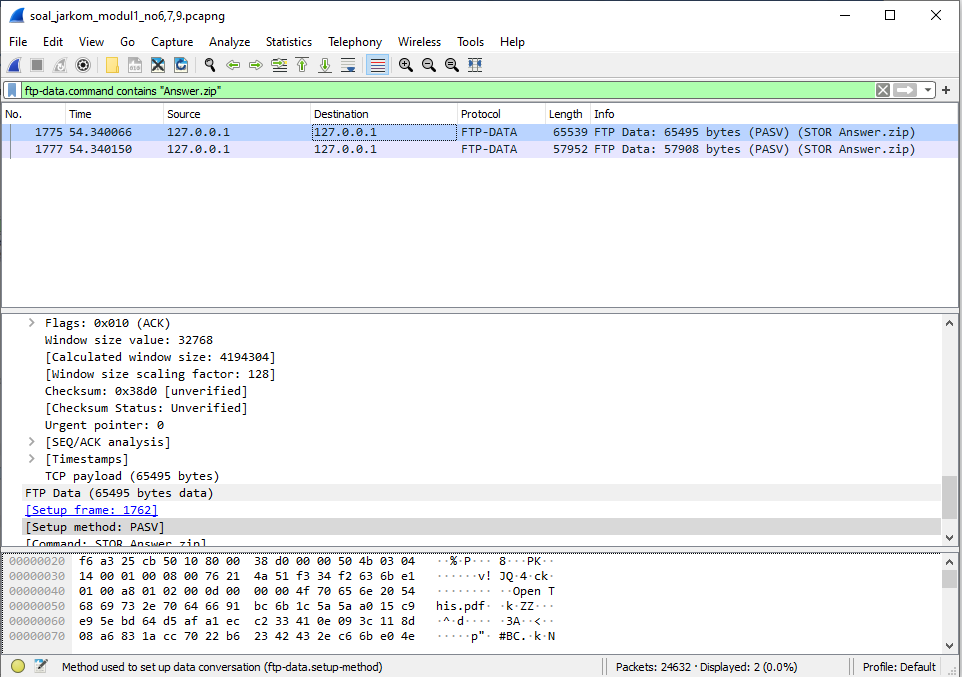 soal_jarkom_modul1_no6,7,9.pcapng
File Edit View Go Capture Analyze Statistics Telephony Wireless Tools Help
ftp-data.command contains "Answer.zip"
No. Time Source Destination Protocol Length Info
1775 54.340066 127.0.0.1 127.0.0.1 FTP-DATA 65539 FTP Data: 65495 bytes (PASV) (STOR Answer.zip)
1777 54.340150 127.0.0.1 127.0.0.1 FTP-DATA 57952 FTP Data: 57908 bytes (PASV) (STOR Answer.zip)
Flags: 0x010 (ACK)
Window size value: 32768
[Calculated window size: 4194304]
[Window size scaling factor: 128]
Checksum: 0x38d0 [unverified]
[Checksum Status: Unverified]
Urgent pointer: 0
[SEQ/ACK analysis]
[Timestamps]
TCP payload (65495 bytes)
FTP Data (65495 bytes data)
[Setup frame: 1762]
[Setup method: PASV]
[Command: STOR Answer.zip]
00000020 f6 a3 25 cb 50 10 80 00 38 d0 00 00 50 4b 03 04 ··%·P··· 8···PK··
00000030 14 00 01 00 08 00 76 21 4a 51 f3 34 f2 63 6b e1 ······v! JQ·4·ck·
00000040 01 00 a8 01 02 00 0d 00 00 00 4f 70 65 6e 20 54 ········ ··Open T
00000050 68 69 73 2e 70 64 66 91 bc 6b 1c 5a 5a a0 15 c9 his.pdf· ·k·ZZ···
00000060 e9 5e bd 64 d5 af a1 ec c2 33 41 0e 09 3c 11 8d ·^·d···· ·3A··<··
00000070 08 a6 83 1a cc 70 22 b6 23 42 43 2e c6 6b e0 4e ·····p"· #BC.·k·N
Method used to set up data conversation (ftp-data.setup-method) Packets: 24632 · Displayed: 2 (0.0%) Profile: Default